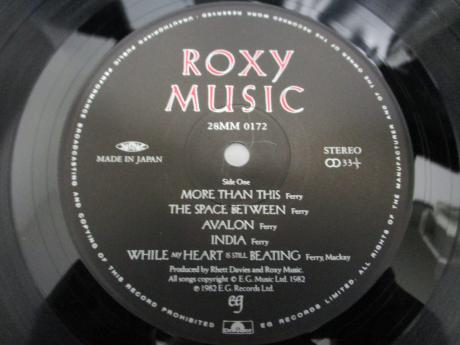 ROXY
MUSIC
28MM 0172
MADE IN JAPAN
STEREO
33⅓
Side One
MORE THAN THIS Ferry
THE SPACE BETWEEN Ferry
AVALON Ferry
INDIA Ferry
WHILE MY HEART IS STILL BEATING Ferry, Mackay
Produced by Rhett Davies and Roxy Music.
All songs copyright © E.G. Music Ltd. 1982
℗ 1982 E.G. Records Ltd.
eg
Polydor
ALL RIGHTS OF THE MANUFACTURER AND OF THE OWNER OF THE RECORDED WORK RESERVED. UNAUTHORIZED PUBLIC PERFORMANCE BROADCASTING AND COPYING OF THIS RECORD PROHIBITED
EG RECORDS LIMITED.